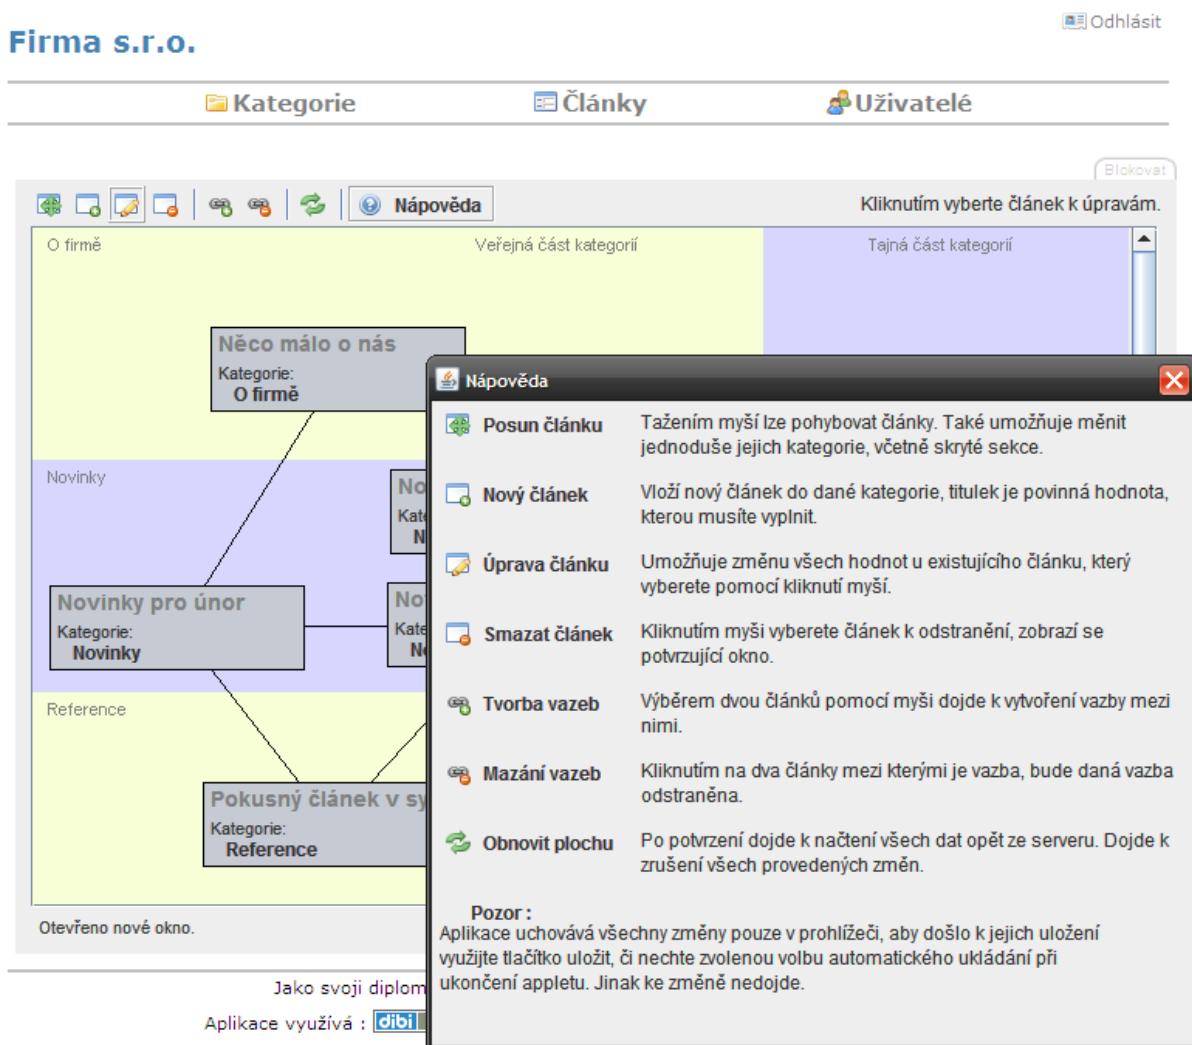 Odhlásit
Firma s.r.o.
Kategorie
Články
Uživatelé
Blokovat
Nápověda
Kliknutím vyberte článek k úpravám.
O firmě
Veřejná část kategorií
Tajná část kategorií
Něco málo o nás
Kategorie:
O firmě
Novinky
Novinky pro únor
Kategorie:
Novinky
Reference
Pokusný článek v
Kategorie:
Reference
Otevřeno nové okno.
Jako svoji
Aplikace využívá : dibi
Nápověda
Posun článku
Tažením myší lze pohybovat články. Také umožňuje měnit
jednoduše jejich kategorie, včetně skryté sekce.
Nový článek
Vloží nový článek do dané kategorie, titulek je povinná hodnota,
kterou musíte vyplnit.
Úprava článku
Umožňuje změnu všech hodnot u existujícího článku, který
vyberete pomocí kliknutí myší.
Smazat článek
Kliknutím myši vyberete článek k odstranění, zobrazí se
potvrzující okno.
Tvorba vazeb
Výběrem dvou článků pomocí myši dojde k vytvoření vazby mezi
nimi.
Mazání vazeb
Kliknutím na dva články mezi kterými je vazba, bude daná vazba
odstraněna.
Obnovit plochu
Po potvrzení dojde k načtení všech dat opět ze serveru. Dojde k
zrušení všech provedených změn.
Pozor :
Aplikace uchovává všechny změny pouze v prohlížeči, aby došlo k jejich uložení
využijte tlačítko uložit, či nechte zvolenou volbu automatického ukládání při
ukončení appletu. Jinak ke změně nedojde.